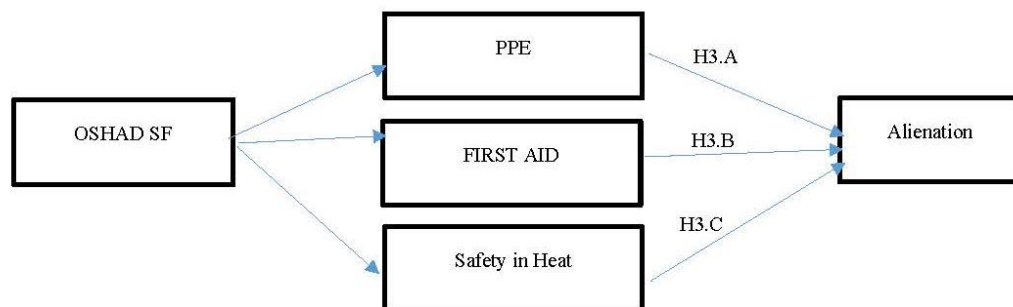 PPE
H3.A
OSHAD SF
FIRST AID
H3.B
Alienation
H3.C
Safety in Heat